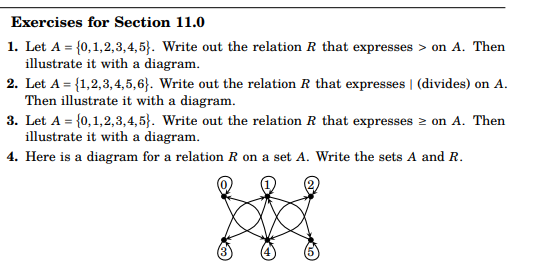 Exercises for Section 11.0
1. Let A = {0,1,2,3,4,5}. Write out the relation R that expresses > on A. Then
illustrate it with a diagram.
2. Let A = {1,2,3,4,5,6}. Write out the relation R that expresses | (divides) on A.
Then illustrate it with a diagram.
3. Let A = {0,1,2,3,4,5}. Write out the relation R that expresses ≥ on A. Then
illustrate it with a diagram.
4. Here is a diagram for a relation R on a set A. Write the sets A and R.
0 1 2
3 4 5